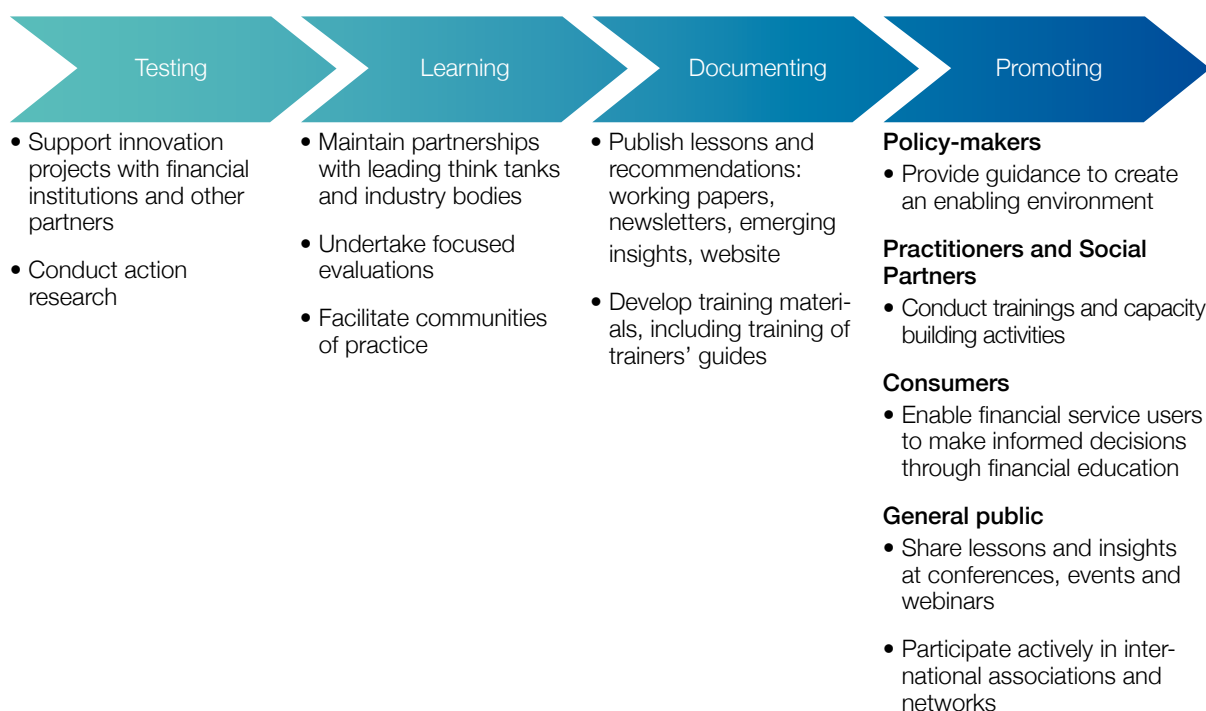 Testing
Learning
Documenting
Promoting
• Support innovation
projects with financial
institutions and other
partners
• Conduct action
research
• Maintain partnerships
with leading think tanks
and industry bodies
• Undertake focused
evaluations
• Facilitate communities
of practice
• Publish lessons and
recommendations:
working papers,
newsletters, emerging
insights, website
• Develop training materi-
als, including training of
trainers’ guides
Policy-makers
• Provide guidance to create
an enabling environment
Practitioners and Social
Partners
• Conduct trainings and capacity
building activities
Consumers
• Enable financial service users
to make informed decisions
through financial education
General public
• Share lessons and insights
at conferences, events and
webinars
• Participate actively in inter-
national associations and
networks